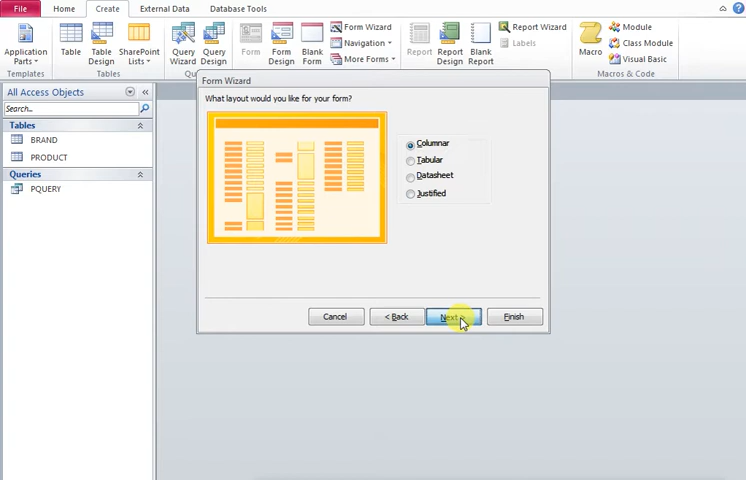 File Home Create External Data Database Tools
Application Parts
Table
Table Design
SharePoint Lists
Query Wizard
Query Design
Form
Form Design
Blank Form
Form Wizard
Navigation
More Forms
Report
Report Design
Blank Report
Report Wizard
Labels
Macro
Module
Class Module
Visual Basic
Templates Tables Macros & Code
All Access Objects
Search...
Tables
BRAND
PRODUCT
Queries
PQUERY
Form Wizard
What layout would you like for your form?
Columnar
Tabular
Datasheet
Justified
Cancel < Back Next > Finish